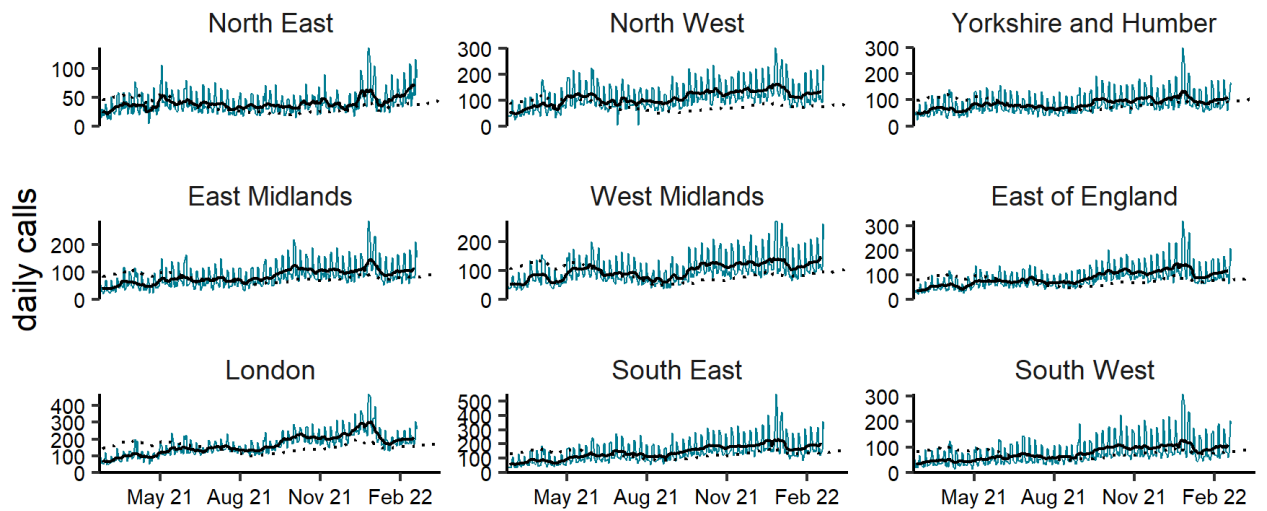 North East
North West
Yorkshire and Humber
100
50
0
300
200
100
0
300
200
100
0
daily calls
East Midlands
West Midlands
East of England
200
100
0
200
100
0
300
200
100
0
London
South East
South West
400
300
200
100
0
500
400
300
200
100
0
300
200
100
0
May 21 Aug 21 Nov 21 Feb 22
May 21 Aug 21 Nov 21 Feb 22
May 21 Aug 21 Nov 21 Feb 22